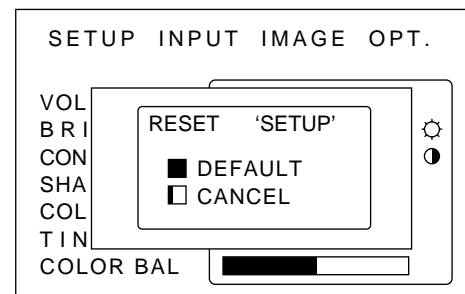 SETUP INPUT IMAGE OPT.
VOL
BRI
CON
SHA
COL
TIN
COLOR BAL
RESET ‘SETUP’
DEFAULT
CANCEL